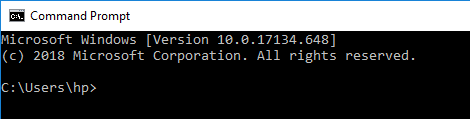 Command Prompt
Microsoft Windows [Version 10.0.17134.648]
(c) 2018 Microsoft Corporation. All rights reserved.
C:\Users\hp>